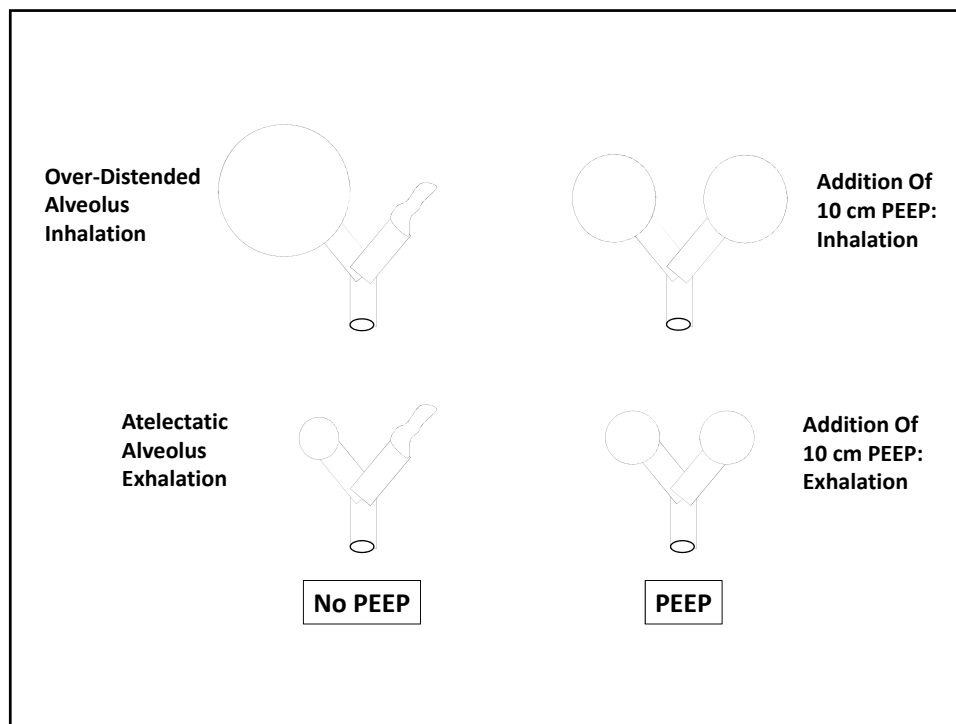 Over-Distended
Alveolus
Inhalation
Addition Of
10 cm PEEP:
Inhalation
Atelectatic
Alveolus
Exhalation
Addition Of
10 cm PEEP:
Exhalation
No PEEP
PEEP